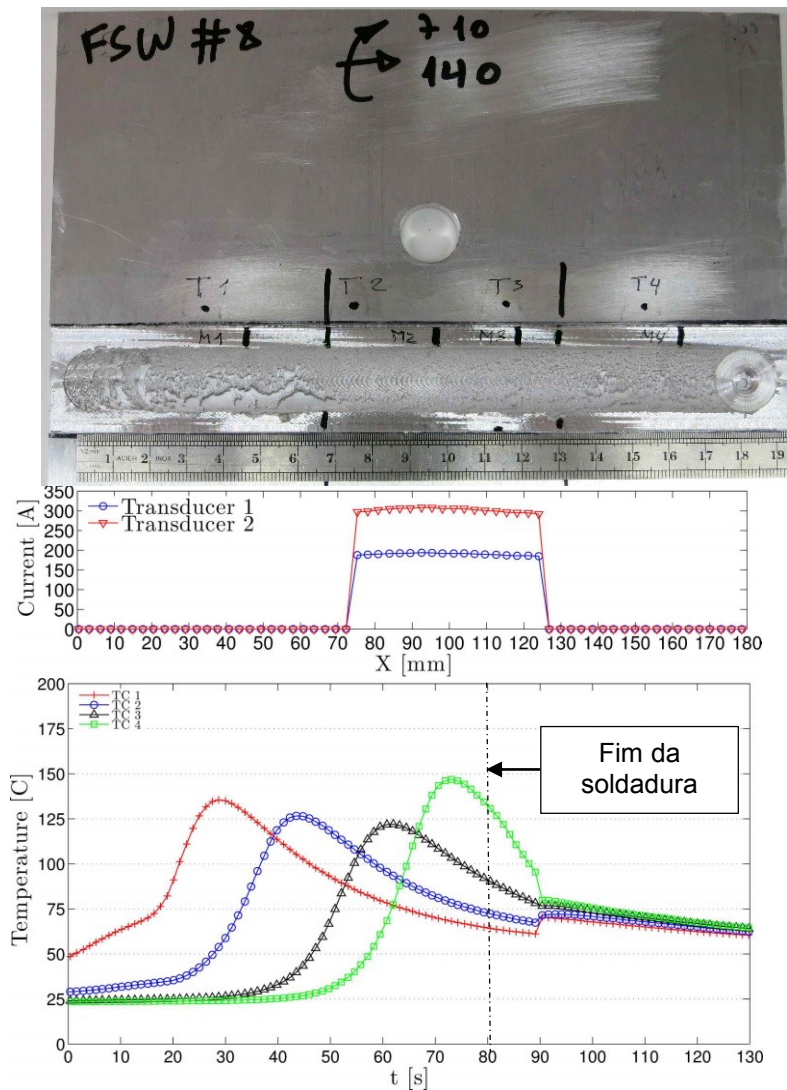 FSW #8
710
140
T1 T2 T3 T4
M1 M2 M3 M4
1/2mm 1 ACIER 2 INOX 3 4 5 6 7 8 9 10 11 12 13 14 15 16 17 18 19
350
300
250
200
150
100
50
0
Current [A]
Transducer 1
Transducer 2
0 10 20 30 40 50 60 70 80 90 100 110 120 130 140 150 160 170 180
X [mm]
200
175
150
125
100
75
50
25
0
Temperature [C]
TC 1
TC 2
TC 3
TC 4
Fim da
soldadura
0 10 20 30 40 50 60 70 80 90 100 110 120 130
t [s]